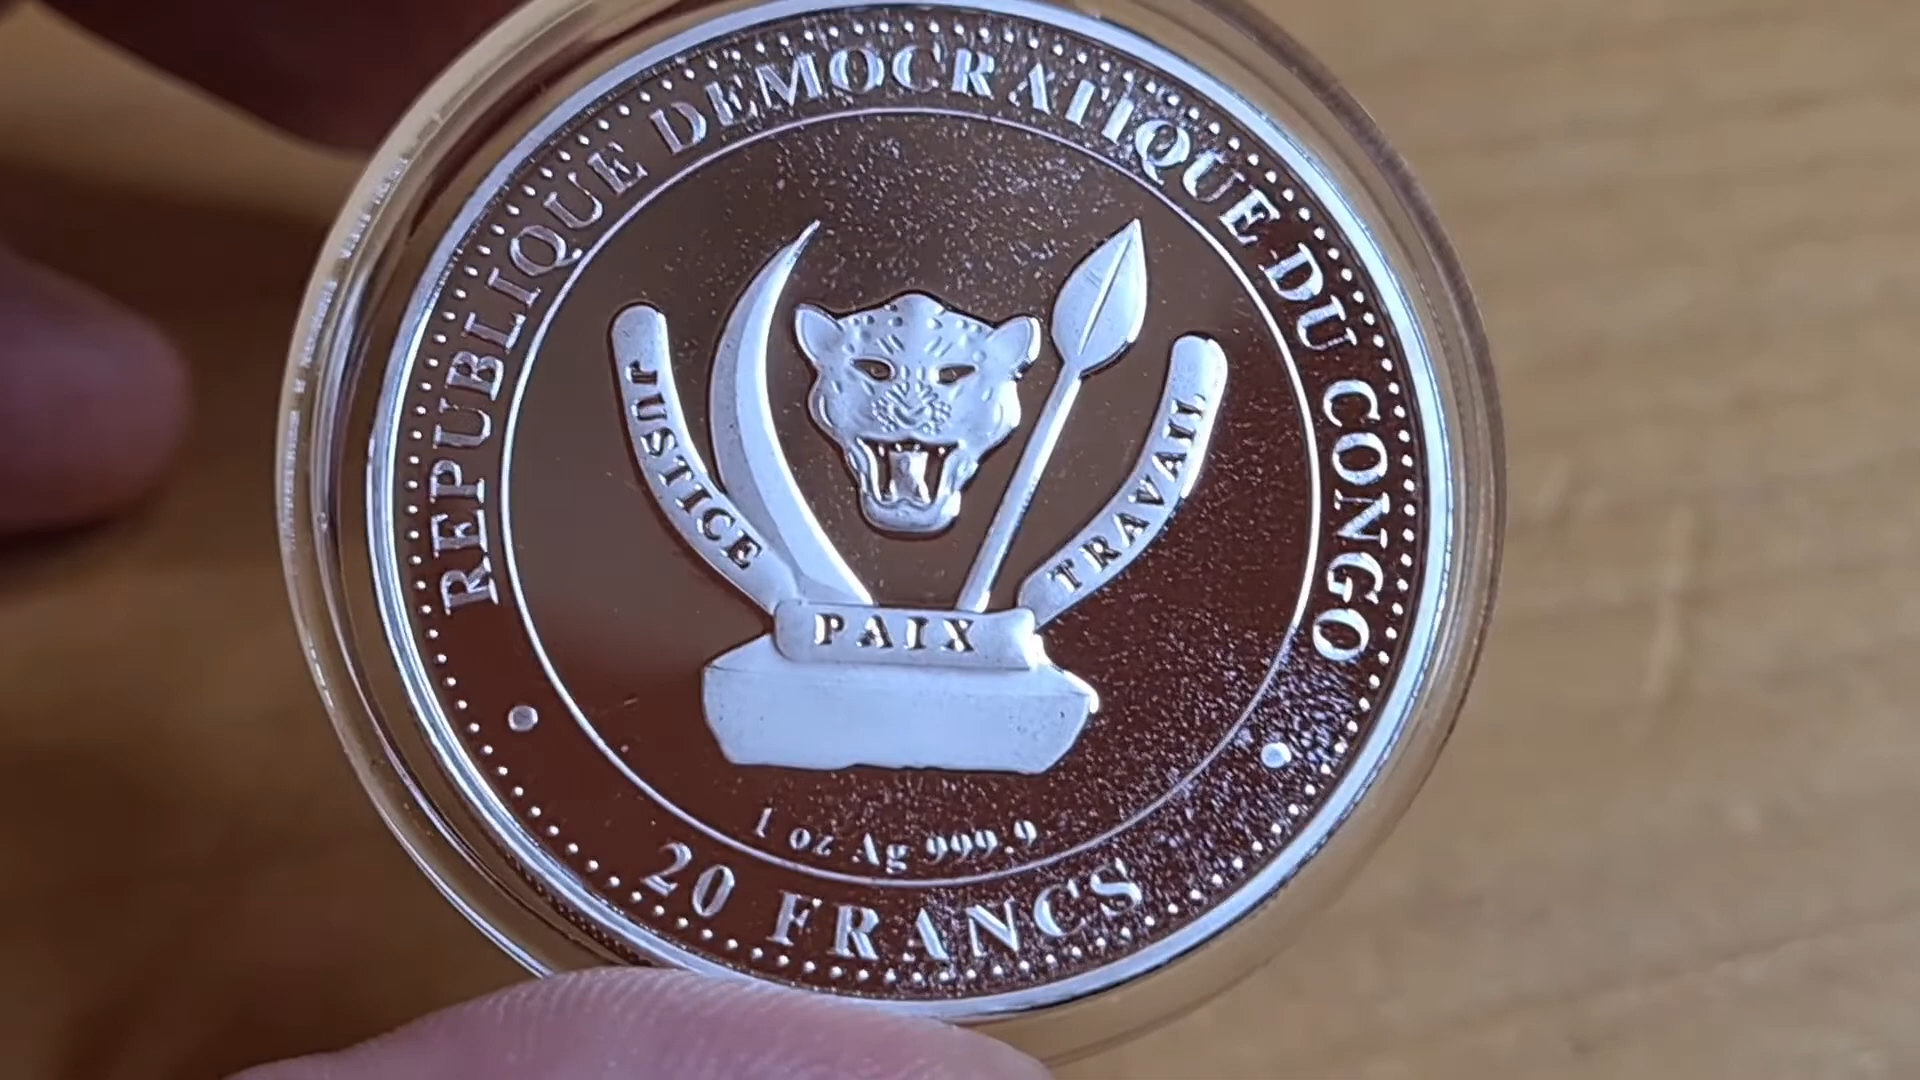 REPUBLIQUE DEMOCRATIQUE DU CONGO
JUSTICE
PAIX
TRAVAIL
1 oz Ag 999.9
20 FRANCS